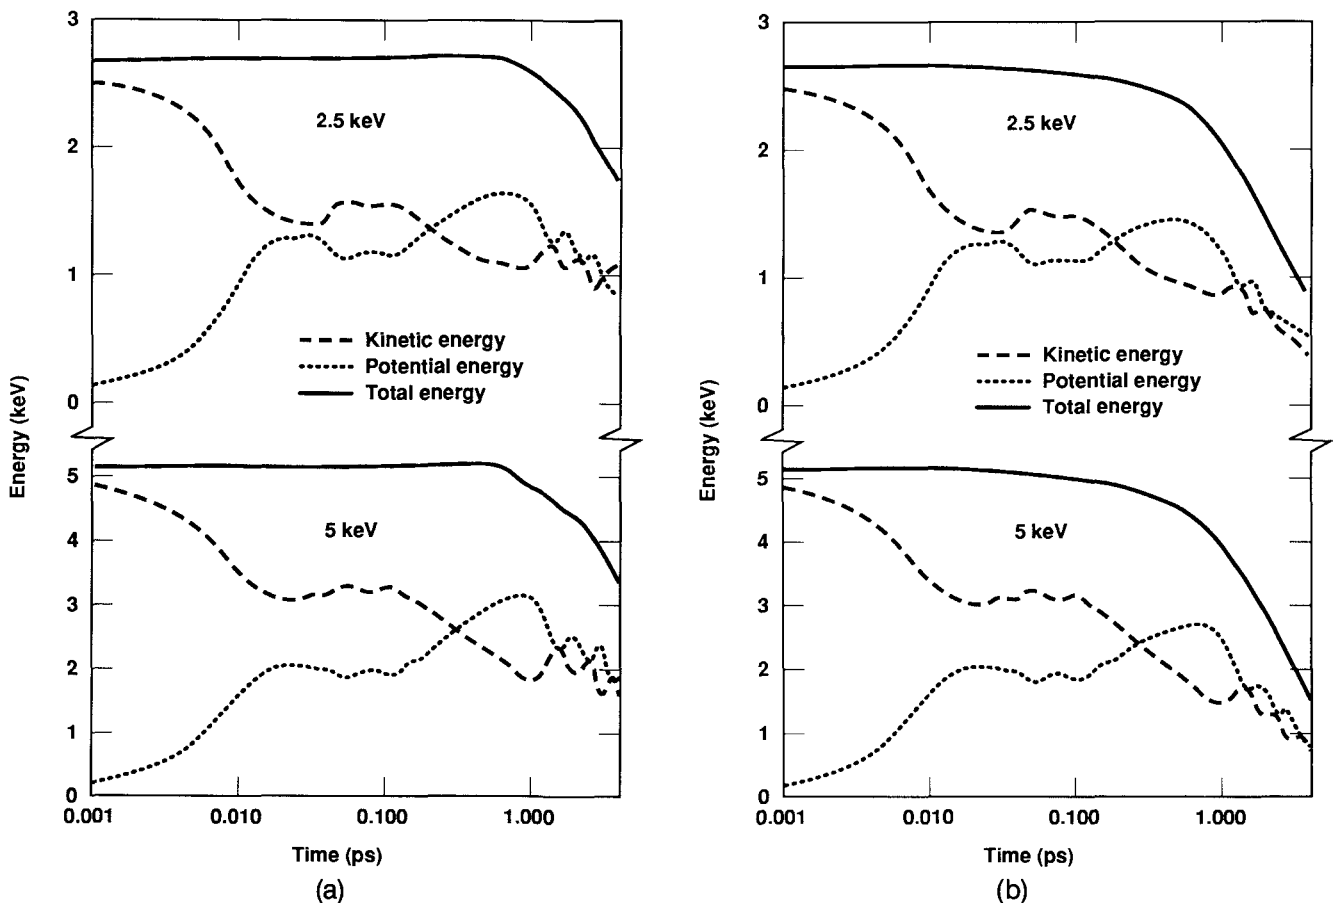 3
2
1
0
2.5 keV
Kinetic energy
Potential energy
Total energy
5
4
3
2
1
0
5 keV
Energy (keV)
0.001 0.010 0.100 1.000
Time (ps)
(a)
3
2
1
0
2.5 keV
Kinetic energy
Potential energy
Total energy
5
4
3
2
1
0
5 keV
Energy (keV)
0.001 0.010 0.100 1.000
Time (ps)
(b)